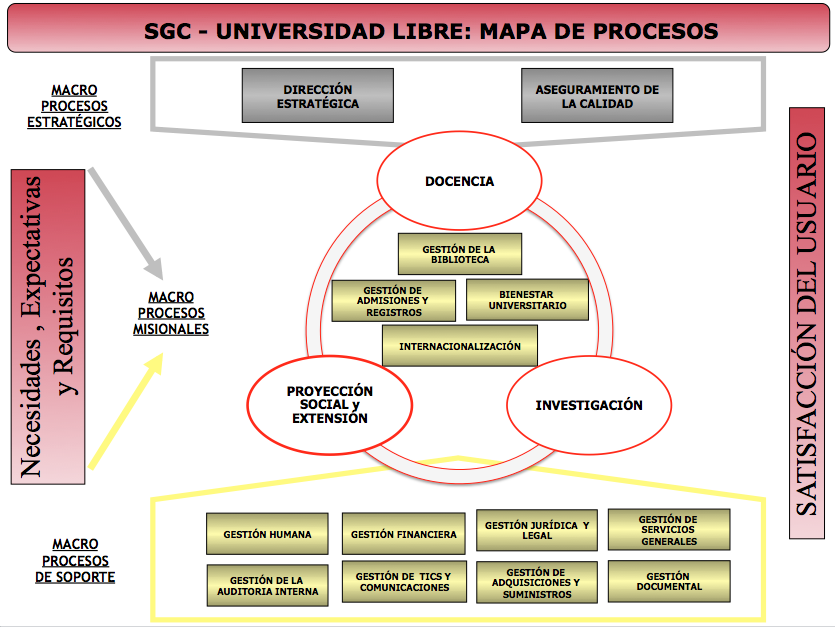 SGC - UNIVERSIDAD LIBRE: MAPA DE PROCESOS
MACRO
PROCESOS
ESTRATÉGICOS
DIRECCIÓN
ESTRATÉGICA
ASEGURAMIENTO DE
LA CALIDAD
Necesidades , Expectativas
y Requisitos
MACRO
PROCESOS
MISIONALES
DOCENCIA
GESTIÓN DE LA
BIBLIOTECA
GESTIÓN DE
ADMISIONES Y
REGISTROS
BIENESTAR
UNIVERSITARIO
INTERNACIONALIZACIÓN
PROYECCIÓN
SOCIAL y
EXTENSIÓN
INVESTIGACIÓN
SATISFACCIÓN DEL USUARIO
MACRO
PROCESOS
DE SOPORTE
GESTIÓN HUMANA
GESTIÓN FINANCIERA
GESTIÓN JURÍDICA Y
LEGAL
GESTIÓN DE
SERVICIOS
GENERALES
GESTIÓN DE LA
AUDITORIA INTERNA
GESTIÓN DE TICS Y
COMUNICACIONES
GESTIÓN DE
ADQUISICIONES Y
SUMINISTROS
GESTIÓN
DOCUMENTAL